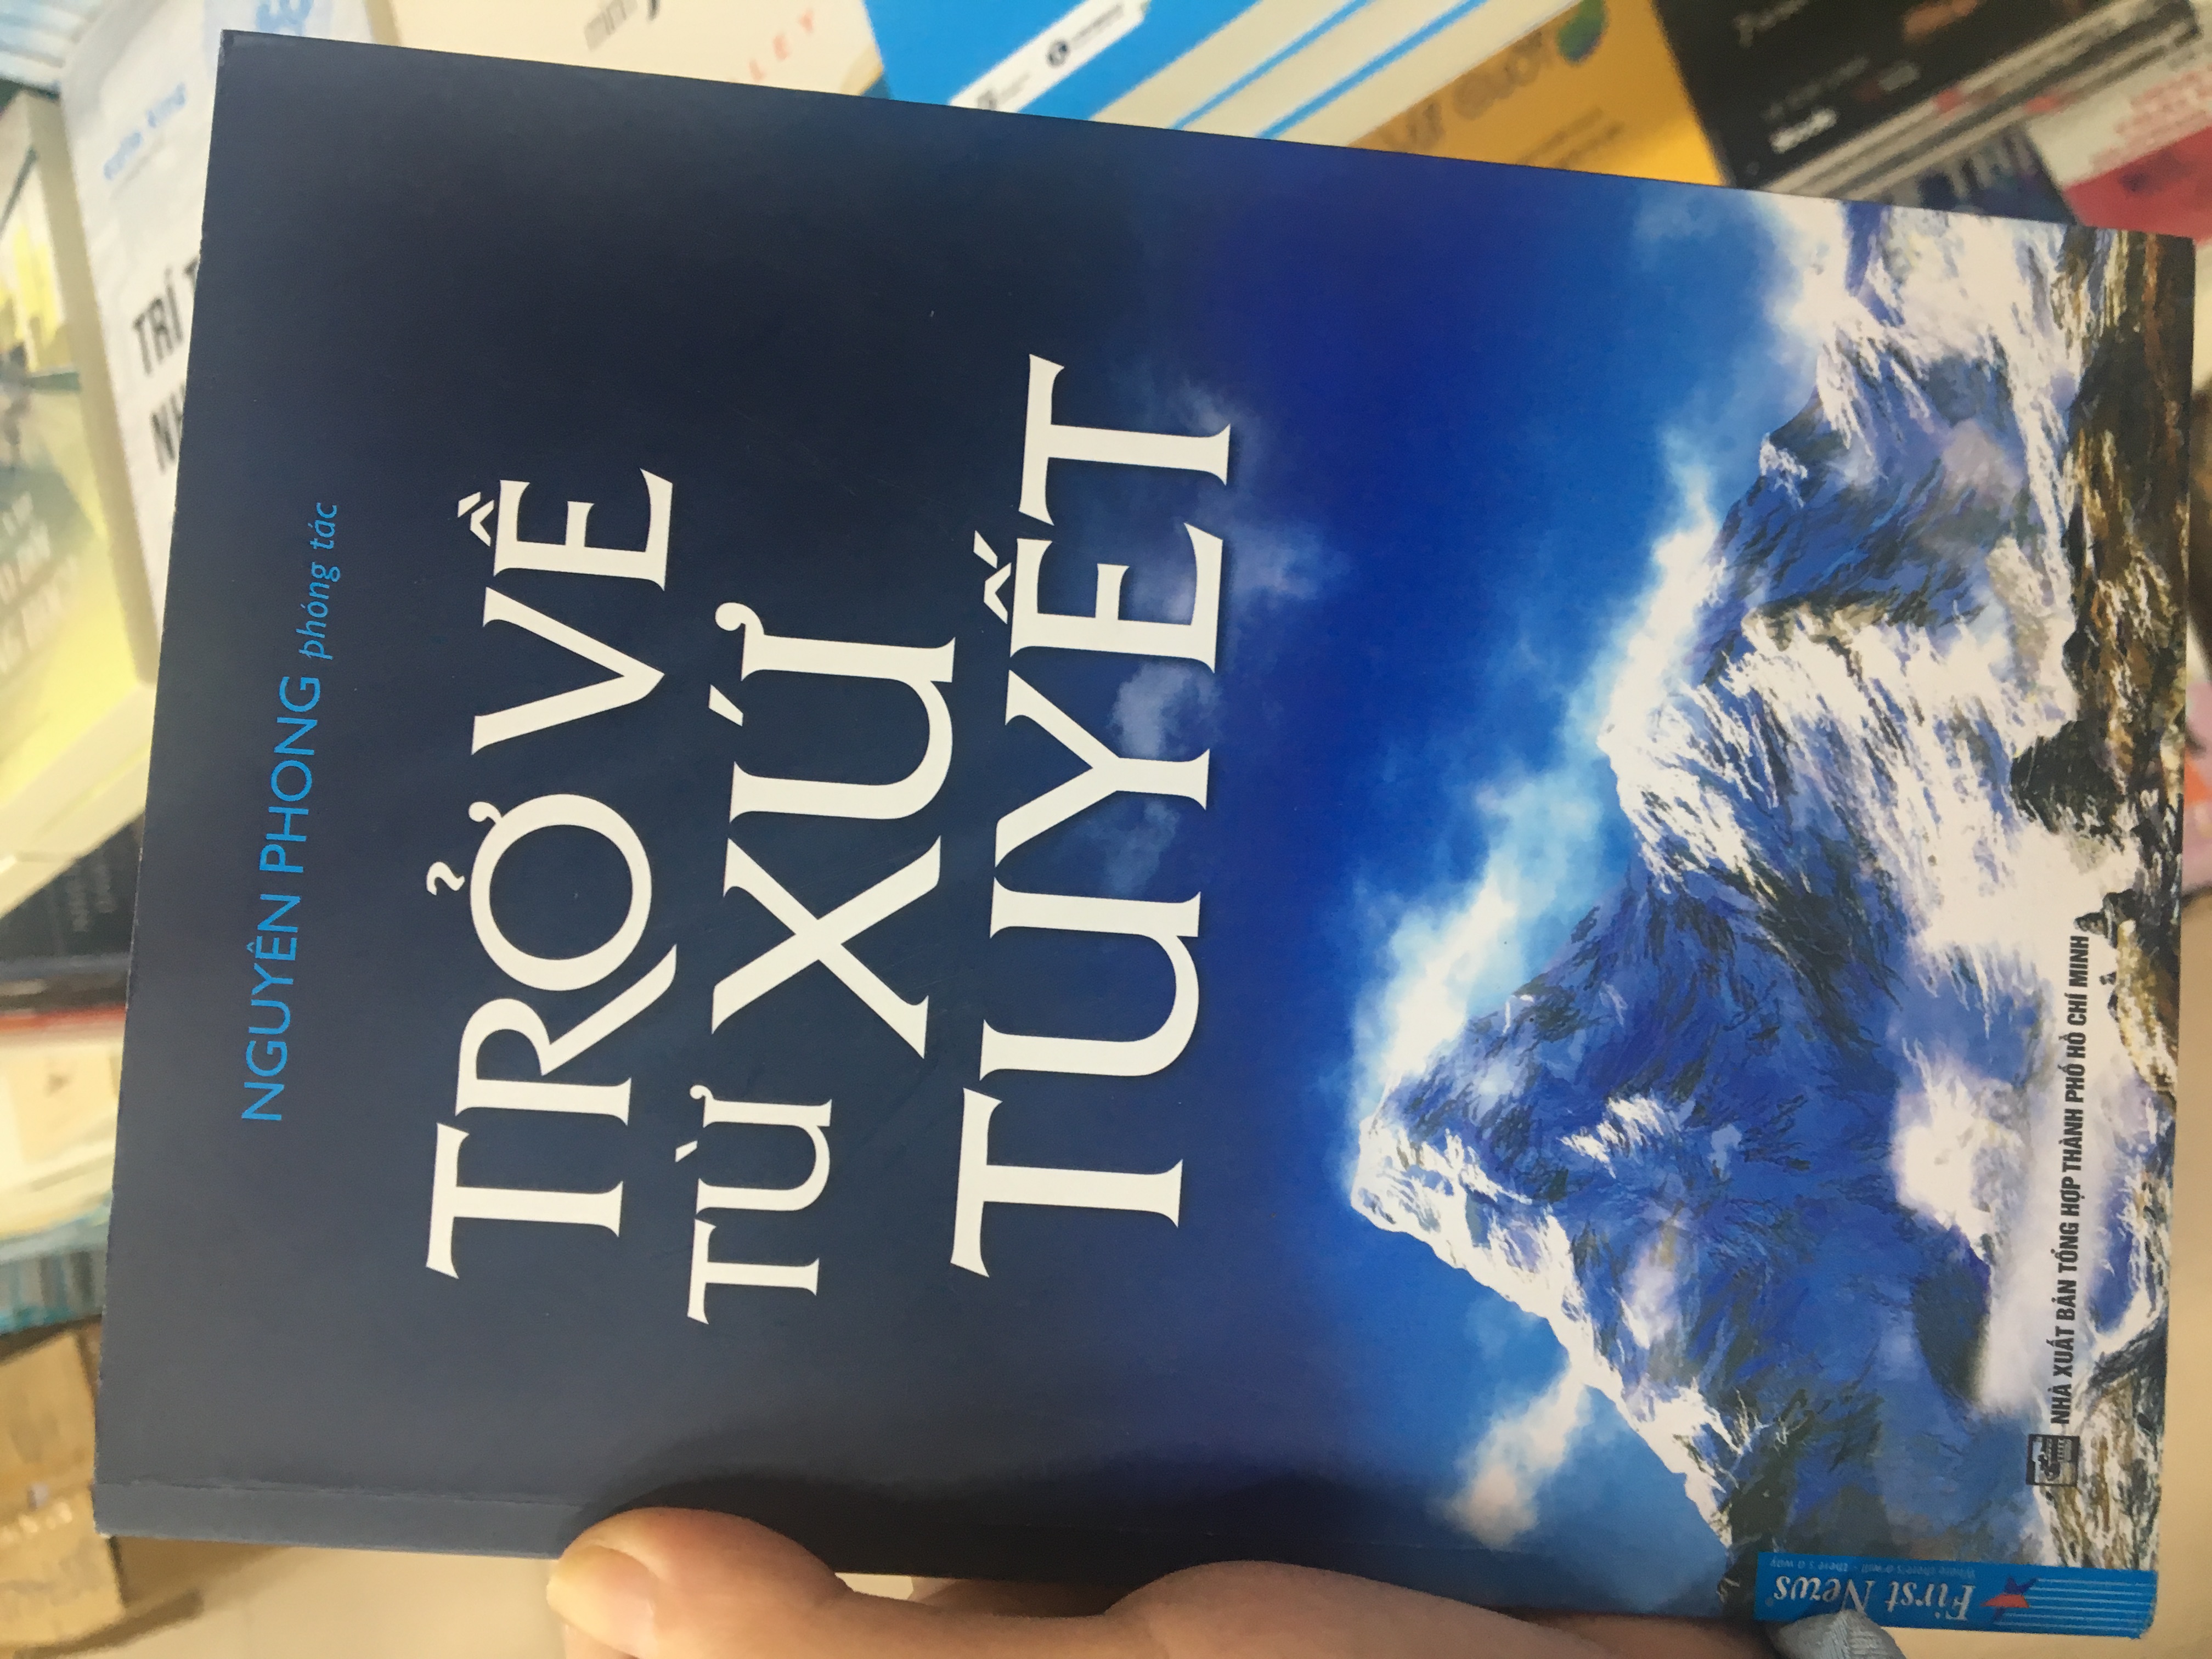 NGUYÊN PHONG phóng tác
TRỞ VỀ
TỪ XỨ
TUYẾT
First News
NHÀ XUẤT BẢN TỔNG HỢP THÀNH PHỐ HỒ CHÍ MINH
TRÍ